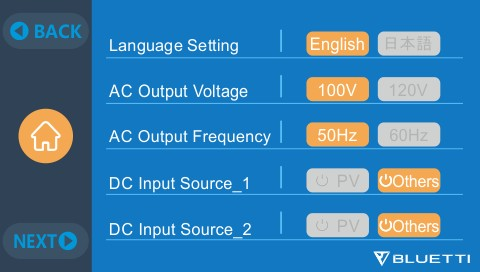 BACK
Language Setting English 日本語
AC Output Voltage 100V 120V
AC Output Frequency 50Hz 60Hz
DC Input Source_1 PV Others
DC Input Source_2 PV Others
NEXT
BLUETTI